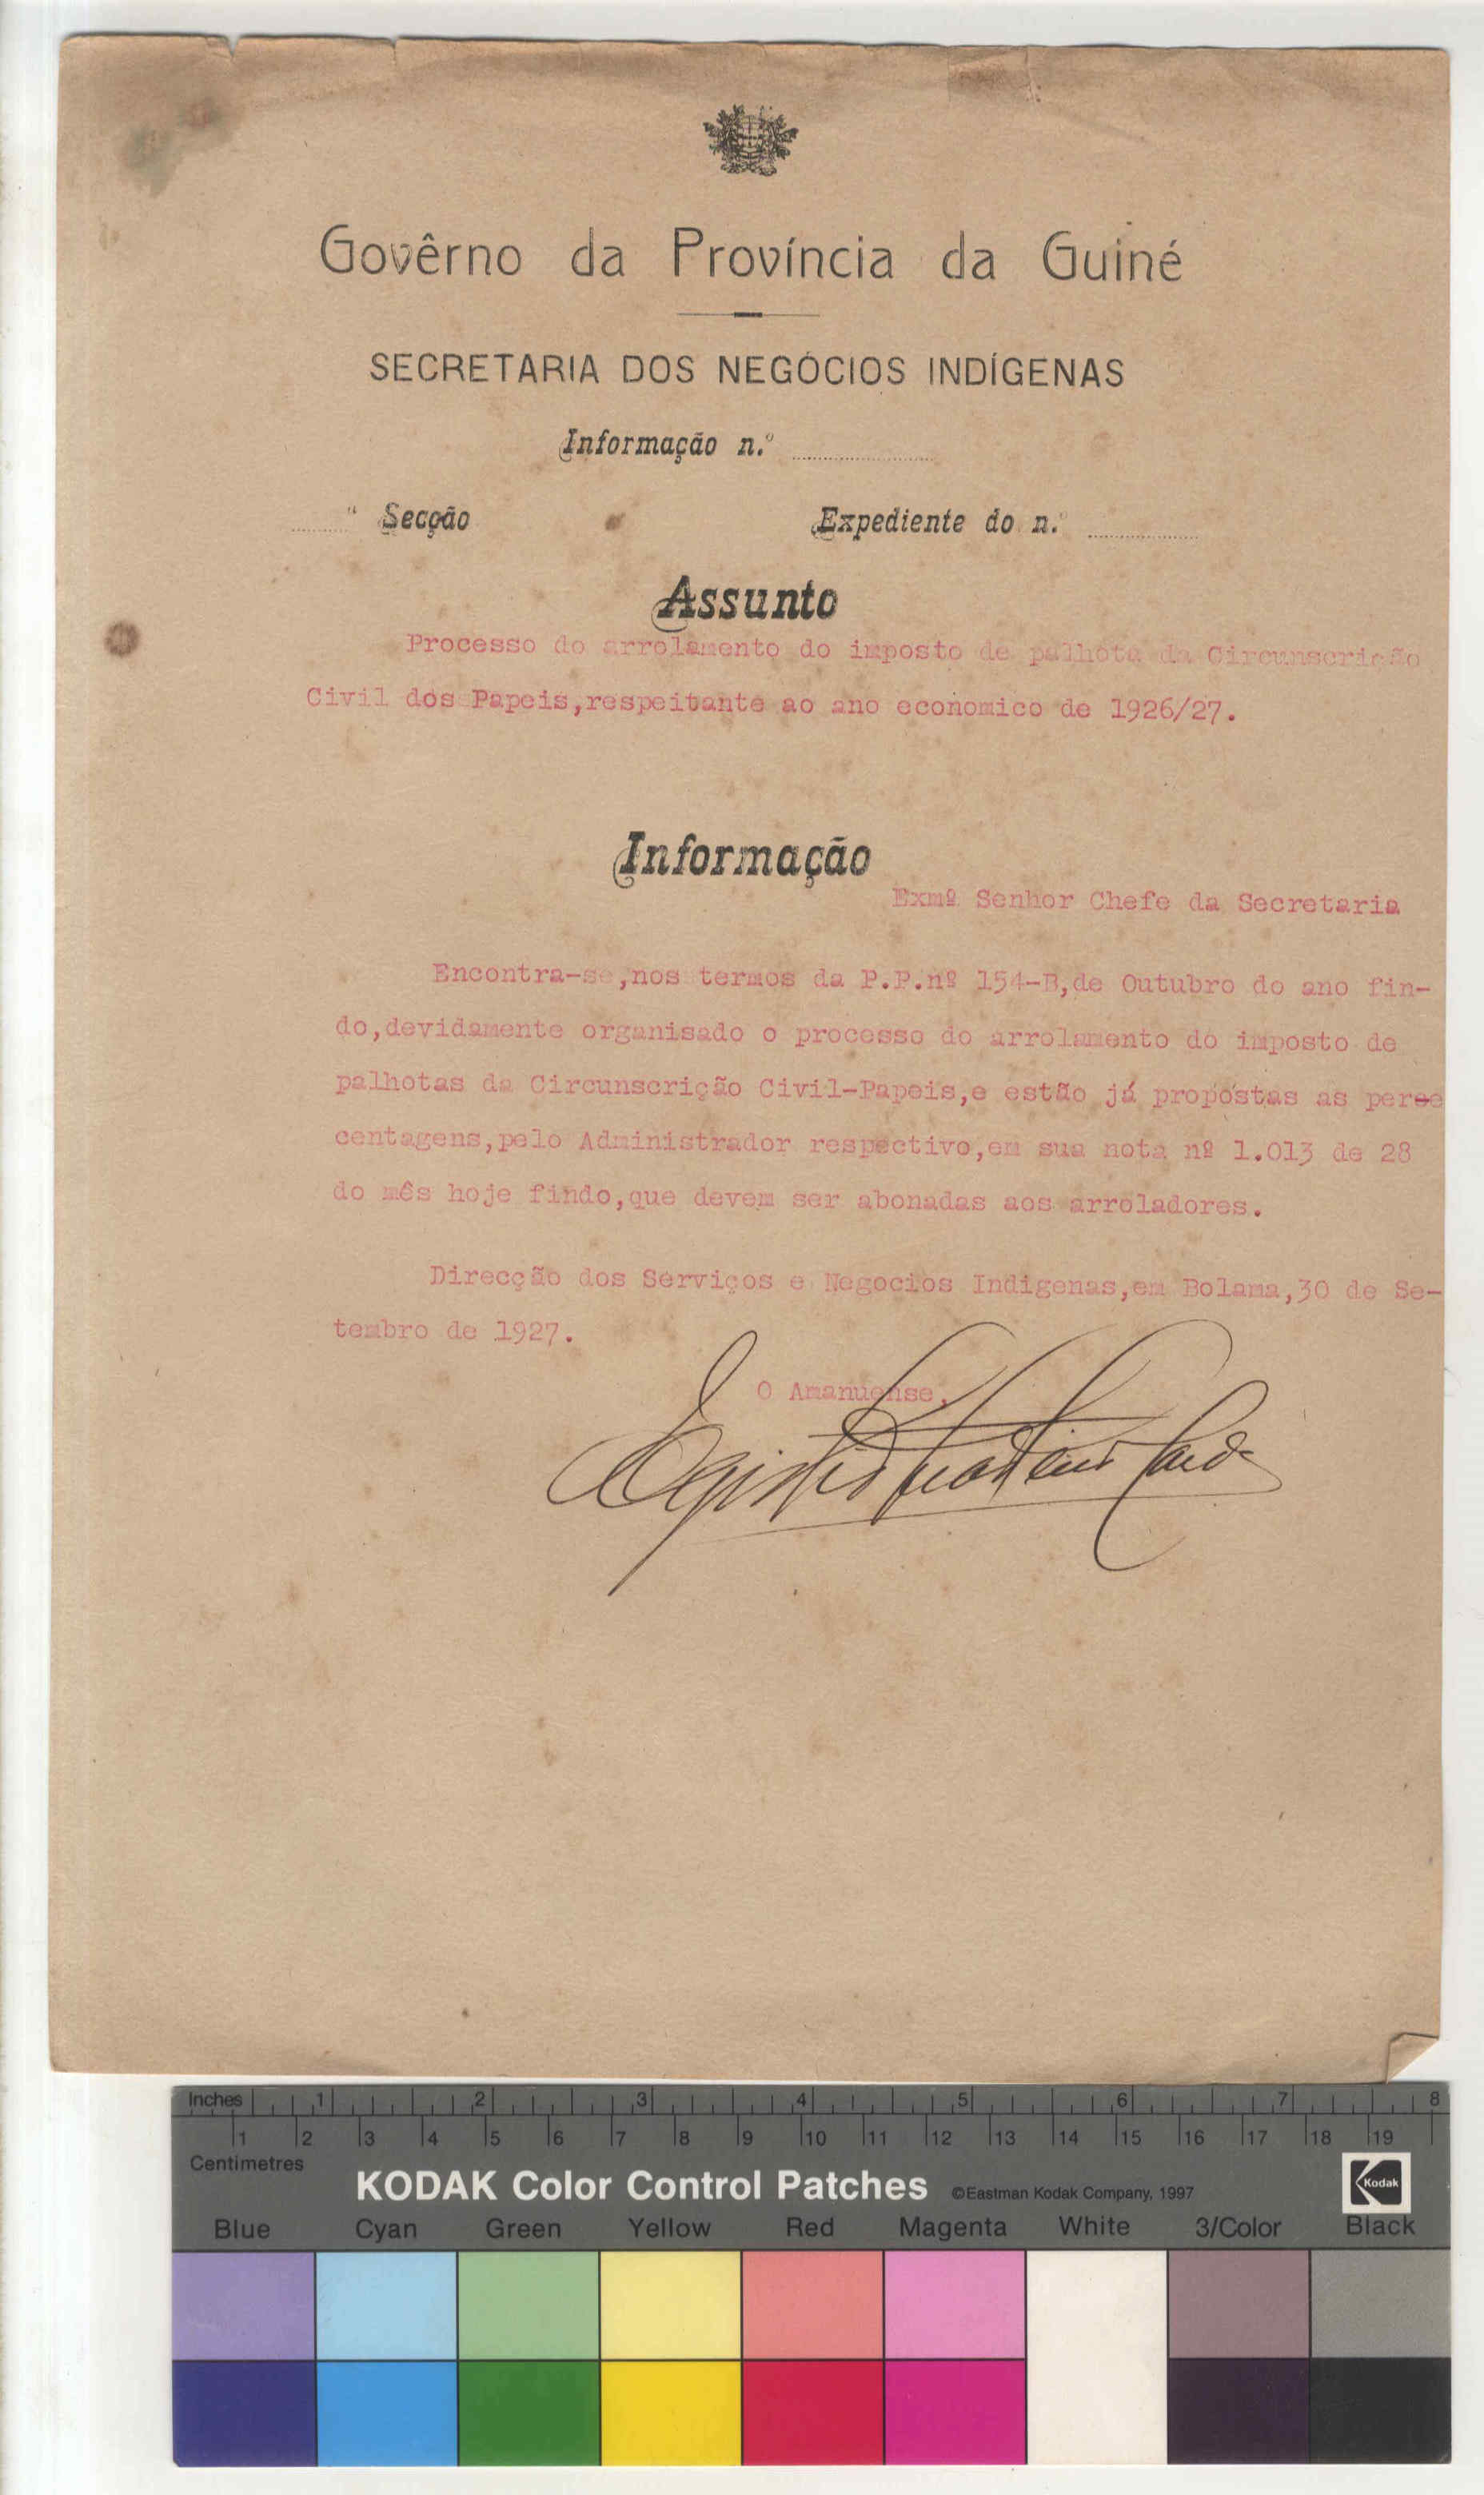 Govêrno da Província da Guiné
SECRETARIA DOS NEGÓCIOS INDÍGENAS
Informação n.º
ª Secção Expediente do n.º
Assunto
Processo do arrolamento do imposto de palhota da Circunscrição
Civil dos Papeis,respeitante ao ano economico de 1926/27.
Informação
Exmº Senhor Chefe da Secretaria
Encontra-se,nos termos da P.P.nº 154-B,de Outubro do ano fin-
do,devidamente organisado o processo do arrolamento do imposto de
palhotas da Circunscrição Civil-Papeis,e estão já propostas as perce
centagens,pelo Administrador respectivo,em sua nota nº 1.013 de 28
do mês hoje findo,que devem ser abonadas aos arroladores.
Direcção dos Serviços e Negocios Indigenas,em Bolama,30 de Se-
tembro de 1927.
O Amanuense,
Inches 1 2 3 4 5 6 7 8
1 2 3 4 5 6 7 8 9 10 11 12 13 14 15 16 17 18 19
Centimetres
KODAK Color Control Patches ©Eastman Kodak Company, 1997 Kodak
Blue Cyan Green Yellow Red Magenta White 3/Color Black